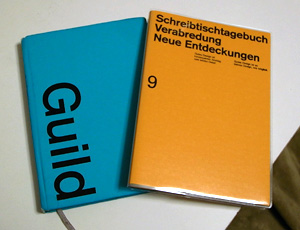 Guild
Schreibtischtagebuch
Verabredung
Neue Entdeckungen
9